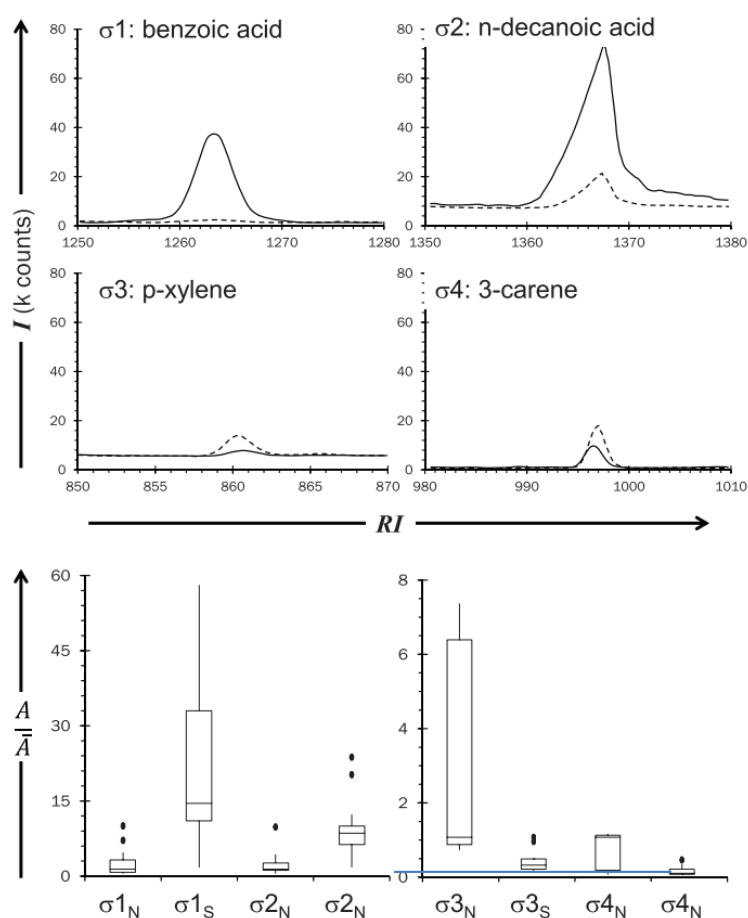 σ1: benzoic acid
σ2: n-decanoic acid
80
60
40
20
0
1250 1260 1270 1280
80
60
40
20
0
1350 1360 1370 1380
I (k counts)
σ3: p-xylene
σ4: 3-carene
80
60
40
20
0
850 855 860 865 870
80
60
40
20
0
980 990 1000 1010
RI
A
Ā
60
45
30
15
0
σ1N σ1S σ2N σ2N
8
6
4
2
0
σ3N σ3S σ4N σ4N